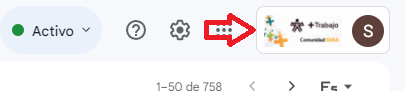 Activo
+Trabajo
Comunidad SENA
S
1–50 de 758
Es